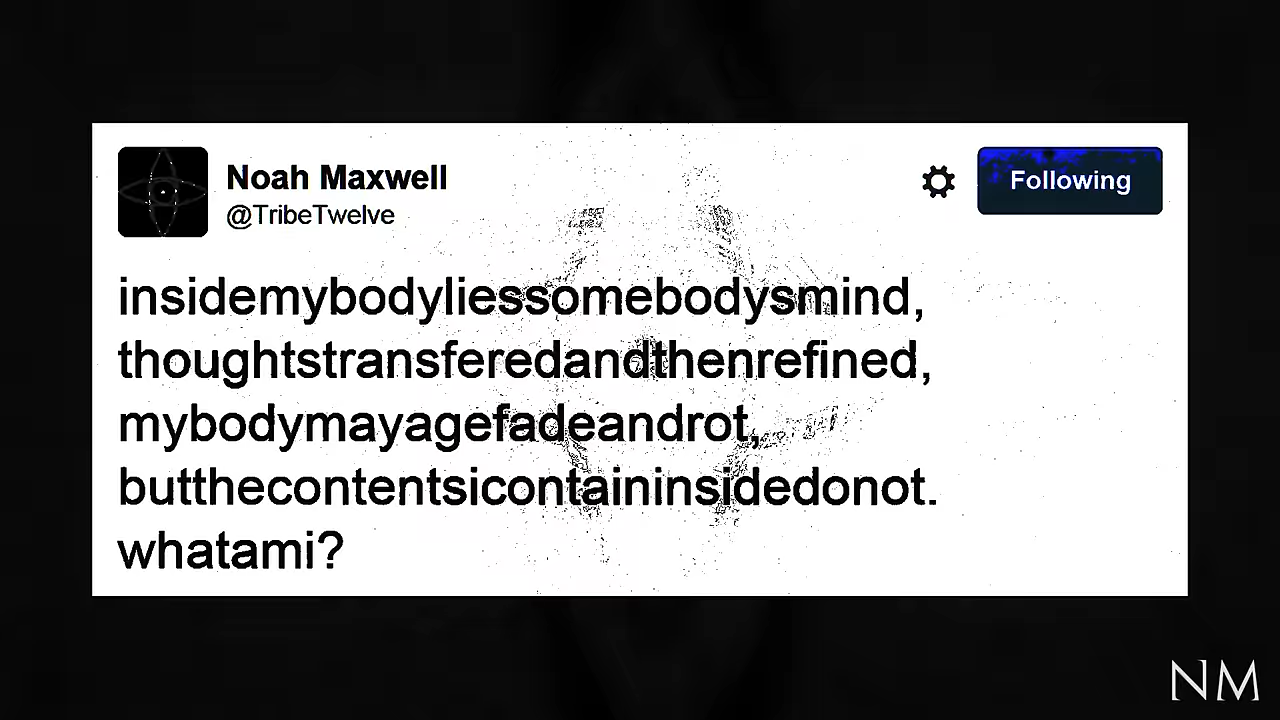 Noah Maxwell
@TribeTwelve
Following
insidemybodyliessomebodysmind,
thoughtstransferedandthenrefined,
mybodymayagefadeandrot,
butthecontentsicontaininsidedonot.
whatami?
NM